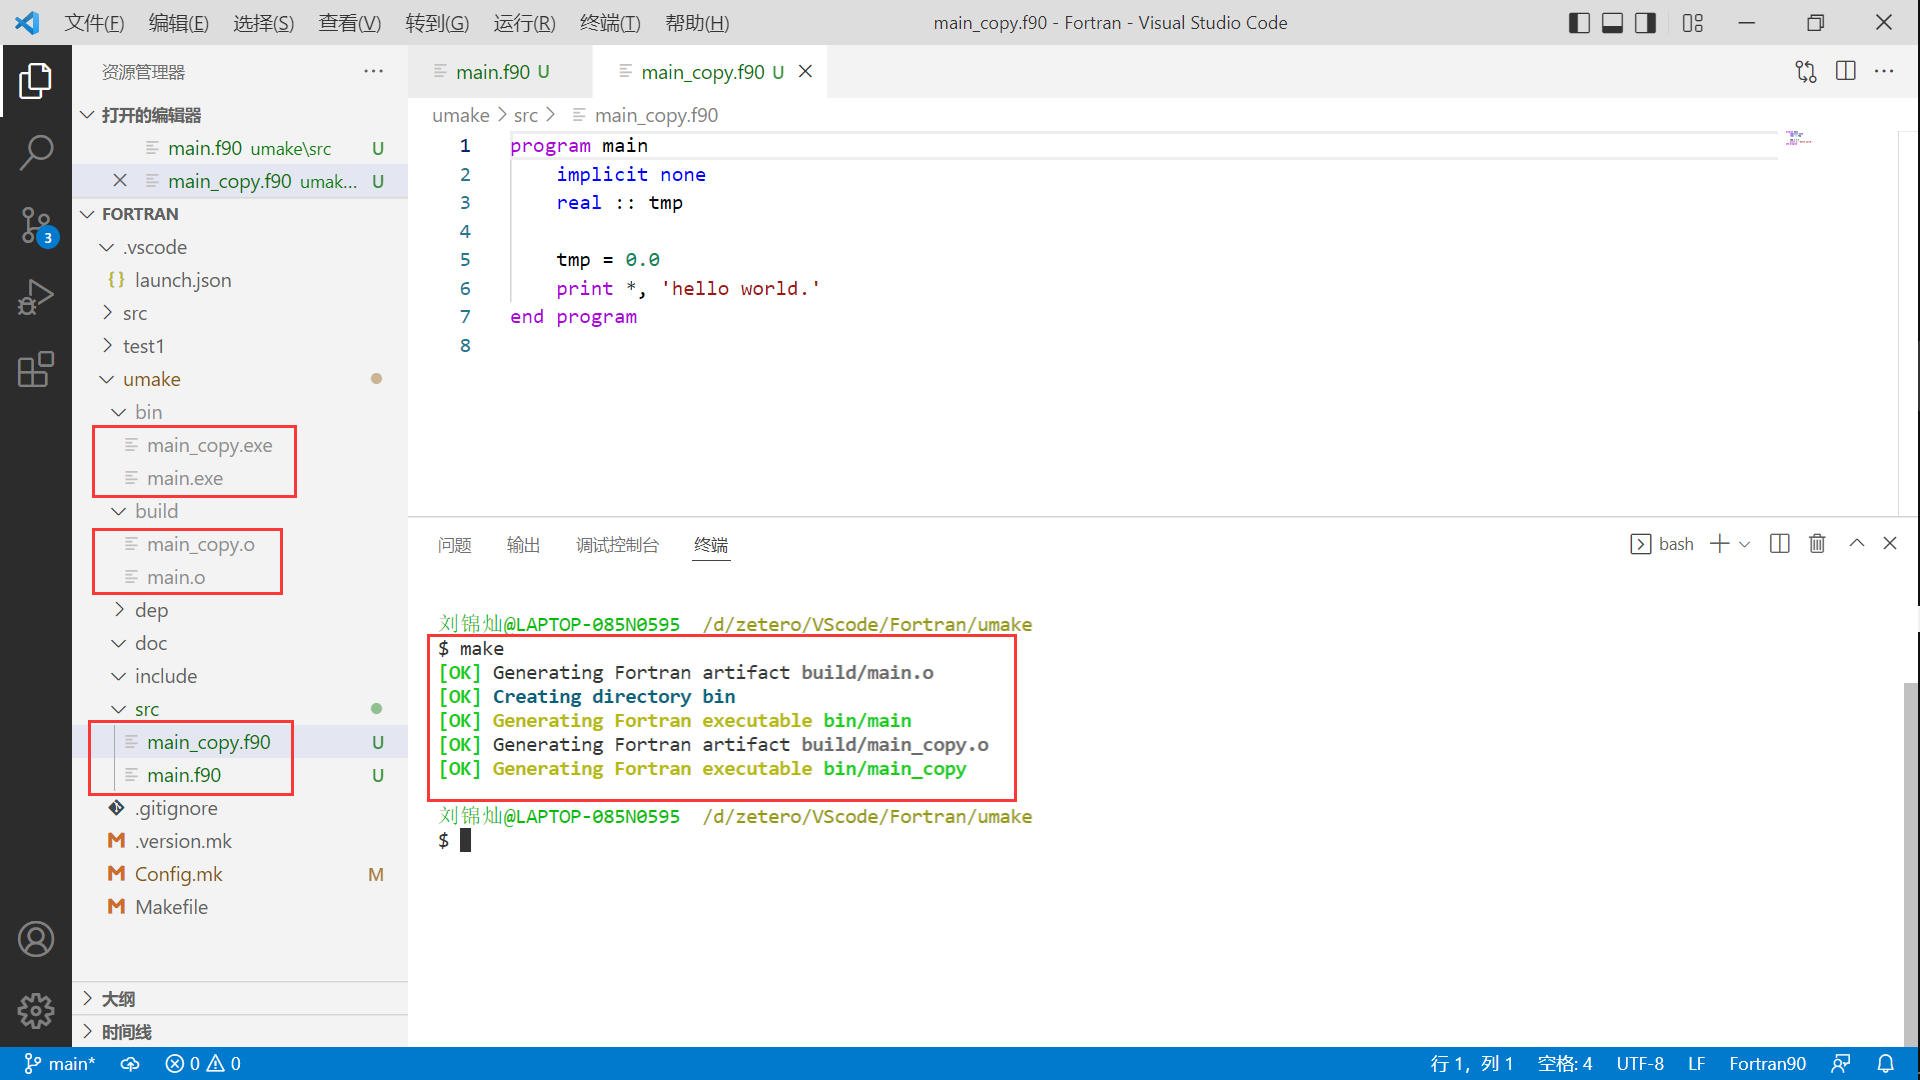 文件(F) 编辑(E) 选择(S) 查看(V) 转到(G) 运行(R) 终端(T) 帮助(H) main_copy.f90 - Fortran - Visual Studio Code
资源管理器
打开的编辑器
main.f90 umake\src U
main_copy.f90 umak... U
FORTRAN
.vscode
launch.json
src
test1
umake
bin
main_copy.exe
main.exe
build
main_copy.o
main.o
dep
doc
include
src
main_copy.f90 U
main.f90 U
.gitignore
.version.mk
Config.mk M
Makefile
大纲
时间线
3
main.f90 U main_copy.f90 U
umake > src > main_copy.f90
1 program main
2 implicit none
3 real :: tmp
4
5 tmp = 0.0
6 print *, 'hello world.'
7 end program
8
问题 输出 调试控制台 终端 bash
刘锦灿@LAPTOP-085N0595 /d/zetero/VScode/Fortran/umake
$ make
[OK] Generating Fortran artifact build/main.o
[OK] Creating directory bin
[OK] Generating Fortran executable bin/main
[OK] Generating Fortran artifact build/main_copy.o
[OK] Generating Fortran executable bin/main_copy
刘锦灿@LAPTOP-085N0595 /d/zetero/VScode/Fortran/umake
$
main* 0 0 行 1，列 1 空格: 4 UTF-8 LF Fortran90